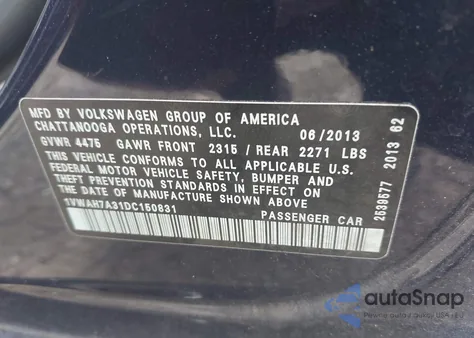 MFD BY VOLKSWAGEN GROUP OF AMERICA
CHATTANOOGA OPERATIONS, LLC. 06/2013
GVWR 4475 GAWR FRONT 2315 / REAR 2271 LBS
THIS VEHICLE CONFORMS TO ALL APPLICABLE U.S.
FEDERAL MOTOR VEHICLE SAFETY, BUMPER AND
THEFT PREVENTION STANDARDS IN EFFECT ON
THE DATE OF MANUFACTURE SHOWN ABOVE.
1VWAH7A31DC150831 PASSENGER CAR
2539577 2013 62
autoSnap